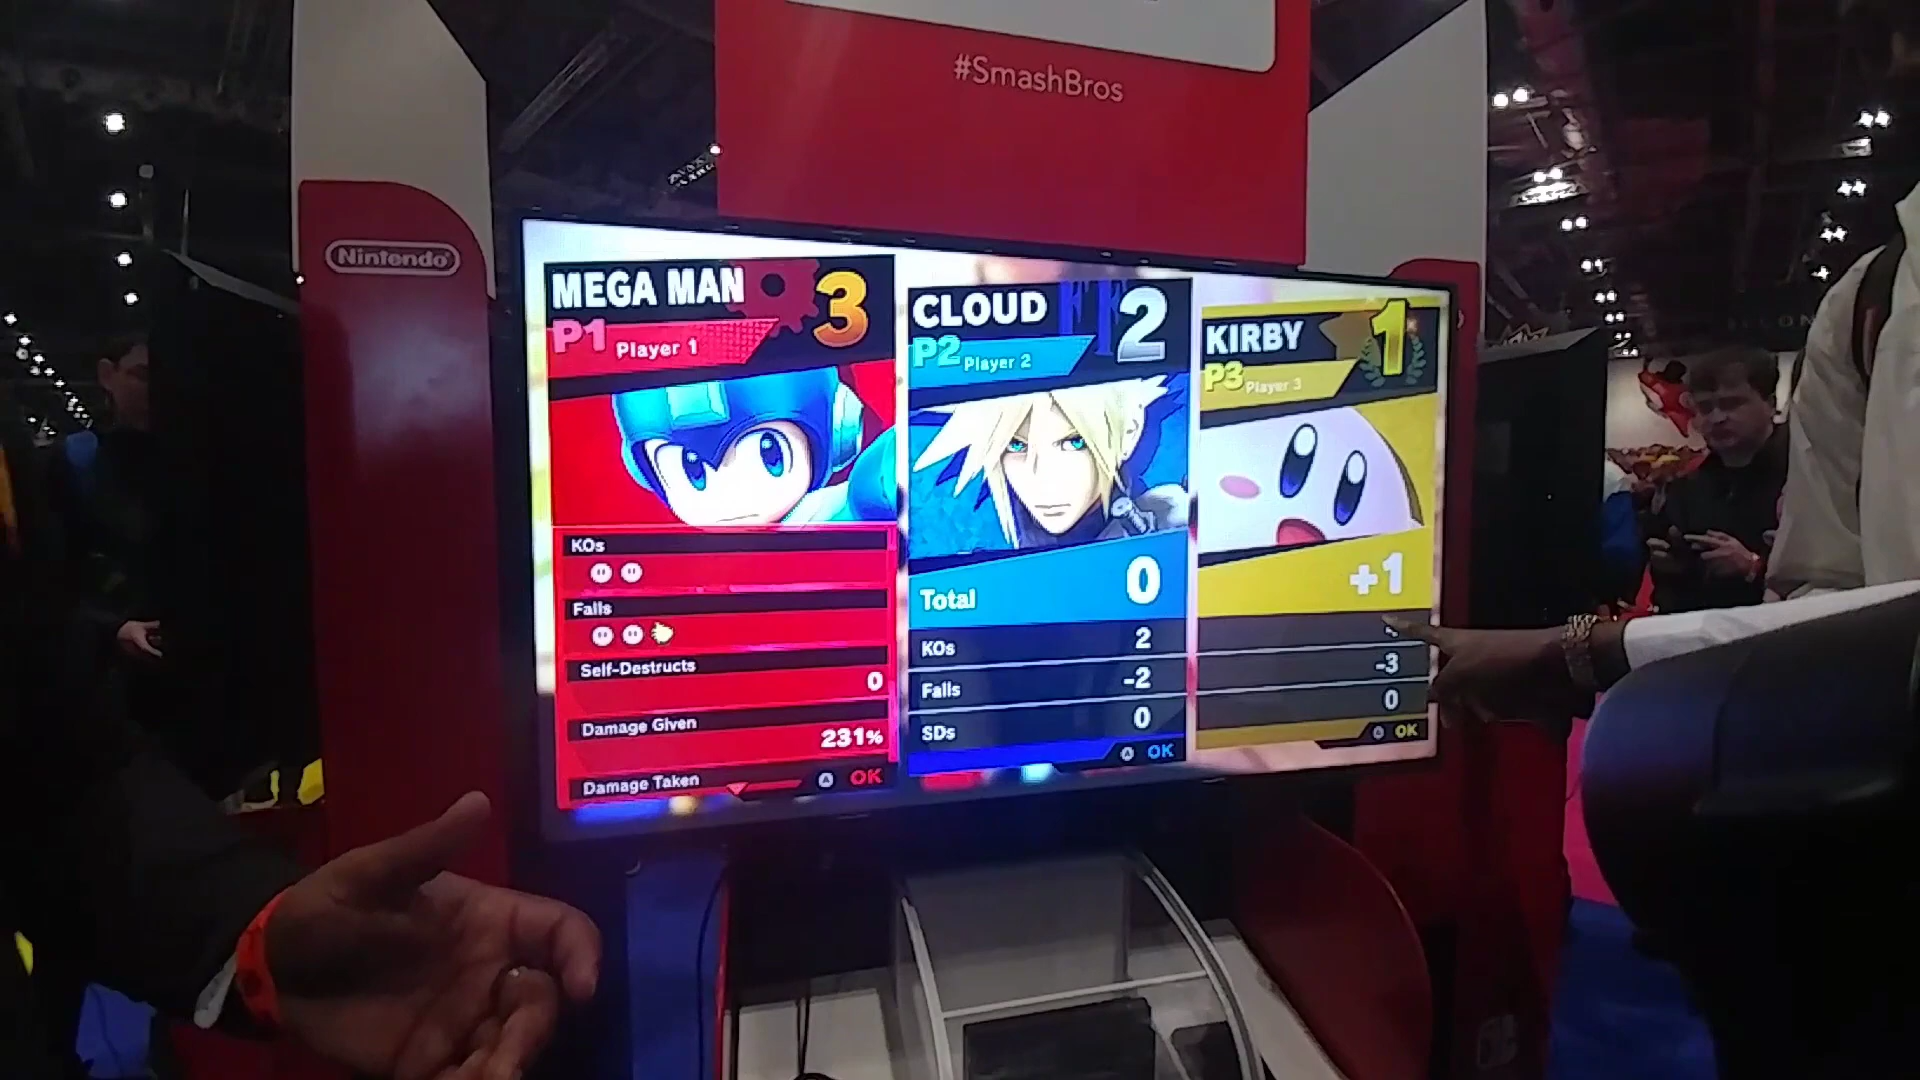 #SmashBros
Nintendo
MEGA MAN 3
P1 Player 1
KOs
Falls
Self-Destructs
0
Damage Given
231%
Damage Taken
OK
CLOUD 2
P2 Player 2
Total 0
KOs 2
Falls -2
SDs 0
OK
KIRBY 1
P3 Player 3
+1
-3
0
OK